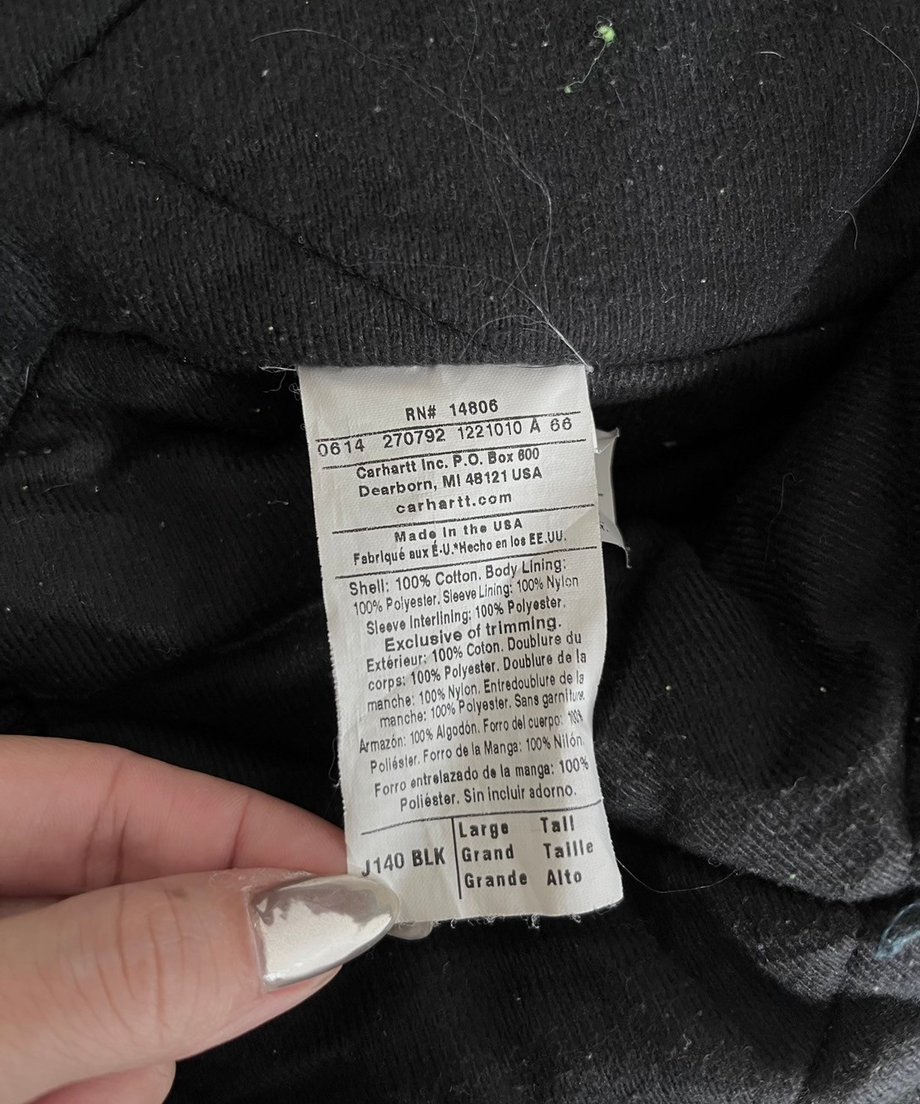 RN# 14806
0614 270792 1221010 A 66
Carhartt Inc. P.O. Box 600
Dearborn, MI 48121 USA
carhartt.com
Made in the USA
Fabriqué aux É-U.*Hecho en los EE.UU.
Shell: 100% Cotton. Body Lining:
100% Polyester. Sleeve Lining: 100% Nylon
Sleeve Interlining: 100% Polyester.
Exclusive of trimming.
Extérieur: 100% Coton. Doublure du
corps: 100% Polyester. Doublure de la
manche: 100% Nylon. Entredoublure de la
manche: 100% Polyester. Sans garniture.
Armazón: 100% Algodón. Forro del cuerpo: 100%
Poliéster. Forro de la Manga: 100% Nilón.
Forro entrelazado de la manga: 100%
Poliéster. Sin incluir adorno.
J140 BLK
Large Tall
Grand Taille
Grande Alto